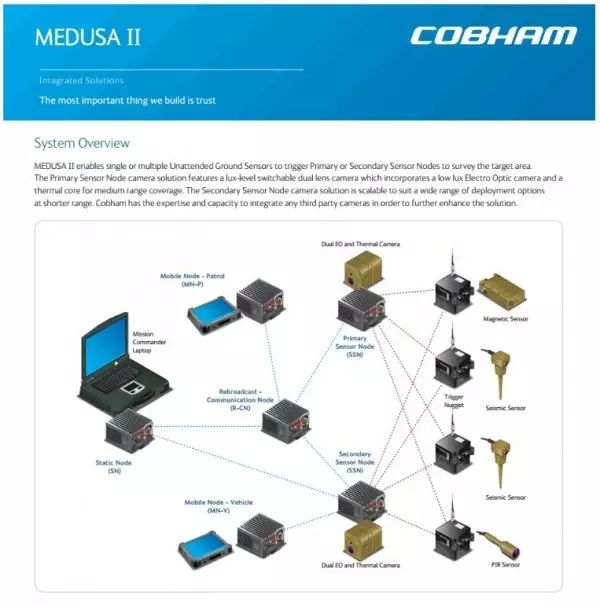 MEDUSA II
COBHAM
Integrated Solutions
The most important thing we build is trust
System Overview
MEDUSA II enables single or multiple Unattended Ground Sensors to trigger Primary or Secondary Sensor Nodes to survey the target area.
The Primary Sensor Node camera solution features a lux-level switchable dual lens camera which incorporates a low lux Electro Optic camera and a
thermal core for medium range coverage. The Secondary Sensor Node camera solution is scalable to suit a wide range of deployment options
at shorter range. Cobham has the expertise and capacity to integrate any third party cameras in order to further enhance the solution.
Dual EO and Thermal Camera
Mobile Node - Patrol
(MN-P)
Magnetic Sensor
Mission
Commander
Laptop
Primary
Sensor Node
(SSN)
Rebroadcast -
Communication Node
(R-CN)
Trigger
Nugget
Seismic Sensor
Static Node
(SN)
Secondary
Sensor Node
(SSN)
Seismic Sensor
Mobile Node - Vehicle
(MN-V)
Dual EO and Thermal Camera
PIR Sensor